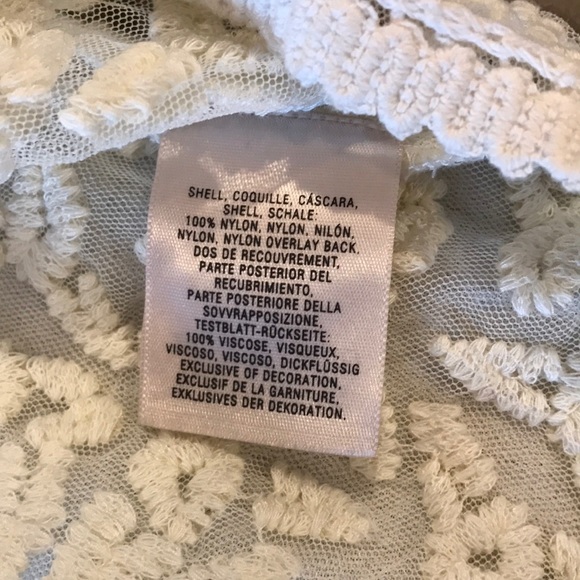 SHELL, COQUILLE, CÁSCARA,
SHELL, SCHALE:
100% NYLON, NYLON, NILÓN,
NYLON, NYLON OVERLAY BACK,
DOS DE RECOUVREMENT,
PARTE POSTERIOR DEL
RECUBRIMIENTO,
PARTE POSTERIORE DELLA
SOVVRAPPOSIZIONE,
TESTBLATT-RÜCKSEITE:
100% VISCOSE, VISQUEUX,
VISCOSO, VISCOSO, DICKFLÜSSIG
EXCLUSIVE OF DECORATION,
EXCLUSIF DE LA GARNITURE,
EXKLUSIVES DER DEKORATION.